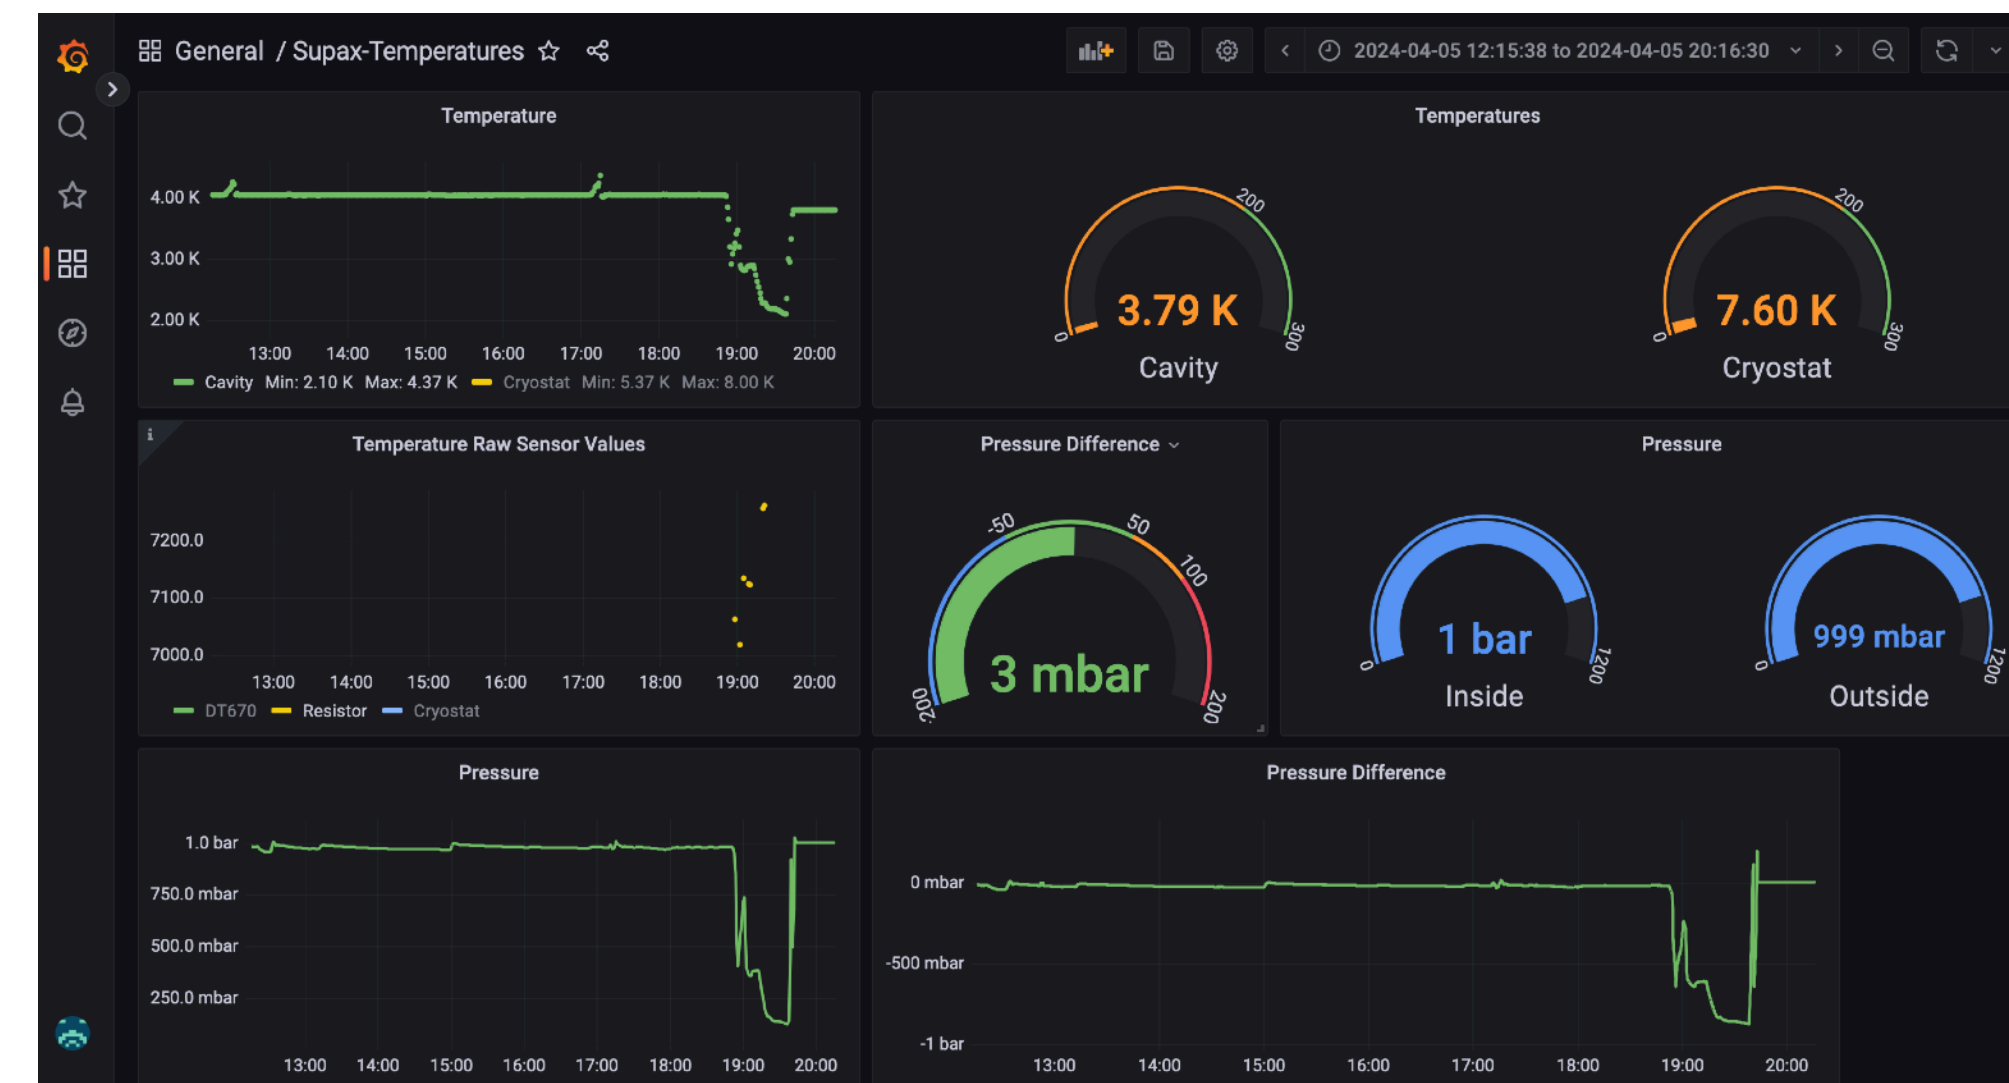 General / Supax-Temperatures
2024-04-05 12:15:38 to 2024-04-05 20:16:30
Temperature
4.00 K
3.00 K
2.00 K
13:00 14:00 15:00 16:00 17:00 18:00 19:00 20:00
Cavity Min: 2.10 K Max: 4.37 K Cryostat Min: 5.37 K Max: 8.00 K
Temperatures
0 200 300
3.79 K
Cavity
0 200 300
7.60 K
Cryostat
i
Temperature Raw Sensor Values
7200.0
7100.0
7000.0
13:00 14:00 15:00 16:00 17:00 18:00 19:00 20:00
DT670 Resistor Cryostat
Pressure Difference
-200 -50 50 100 200
3 mbar
Pressure
0 1200
1 bar
Inside
0 1200
999 mbar
Outside
Pressure
1.0 bar
750.0 mbar
500.0 mbar
250.0 mbar
13:00 14:00 15:00 16:00 17:00 18:00 19:00 20:00
Pressure Difference
0 mbar
-500 mbar
-1 bar
13:00 14:00 15:00 16:00 17:00 18:00 19:00 20:00